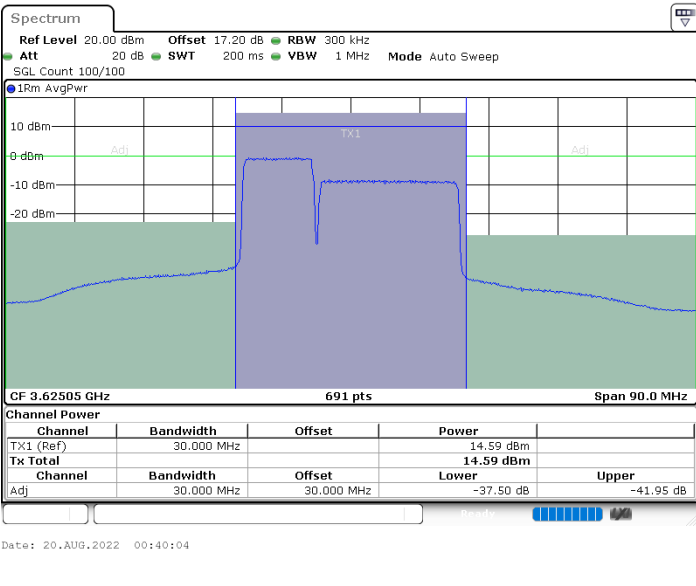 Spectrum
Ref Level 20.00 dBm Offset 17.20 dB RBW 300 kHz
Att 20 dB SWT 200 ms VBW 1 MHz Mode Auto Sweep
SGL Count 100/100
1Rm AvgPwr
10 dBm
TX1
Adj Adj
0 dBm
-10 dBm
-20 dBm
CF 3.62505 GHz 691 pts Span 90.0 MHz
Channel Power
Channel Bandwidth Offset Power
TX1 (Ref) 30.000 MHz 14.59 dBm
Tx Total 14.59 dBm
Channel Bandwidth Offset Lower Upper
Adj 30.000 MHz 30.000 MHz -37.50 dB -41.95 dB
Ready
Date: 20.AUG.2022 00:40:04